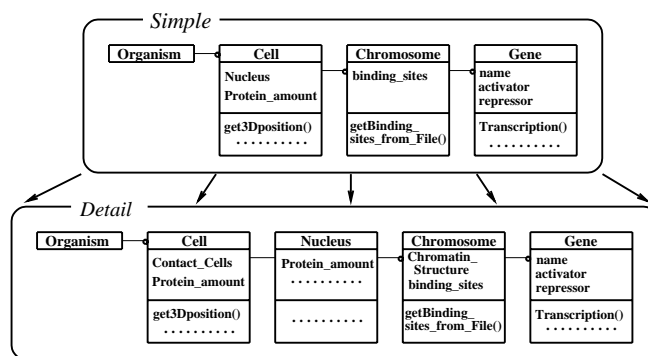 Simple
Organism
Cell
Nucleus
Protein_amount
get3Dposition()
..........
Chromosome
binding_sites
getBinding_
sites_from_File()
Gene
name
activator
repressor
Transcription()
..........
Detail
Organism
Cell
Contact_Cells
Protein_amount
get3Dposition()
..........
Nucleus
Protein_amount
..........
..........
Chromosome
Chromatin_
Structure
binding_sites
getBinding_
sites_from_File()
Gene
name
activator
repressor
Transcription()
..........